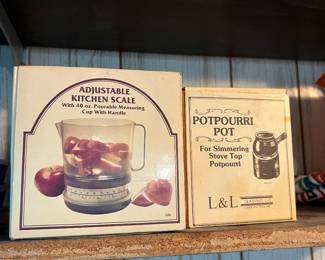 ADJUSTABLE
KITCHEN SCALE
With 40 oz. Pourable Measuring
Cup With Handle
POTPOURRI
POT
For Simmering
Stove Top
Potpourri
L&L